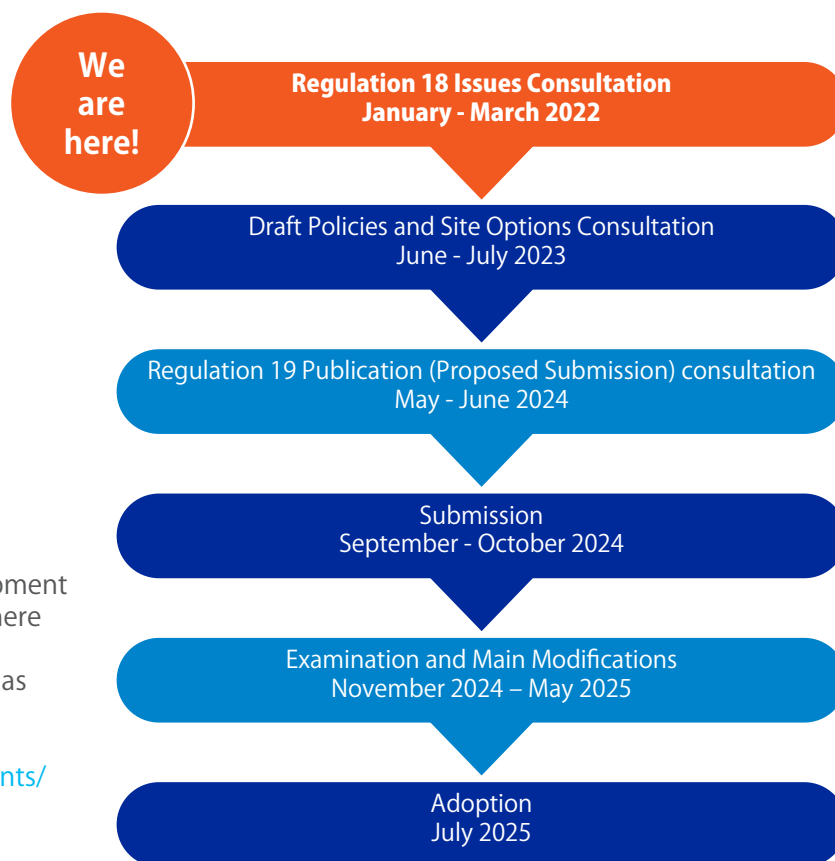 We
are
here!
Regulation 18 Issues Consultation
January - March 2022
Draft Policies and Site Options Consultation
June - July 2023
Regulation 19 Publication (Proposed Submission) consultation
May - June 2024
Submission
September - October 2024
Examination and Main Modifications
November 2024 – May 2025
Adoption
July 2025
as